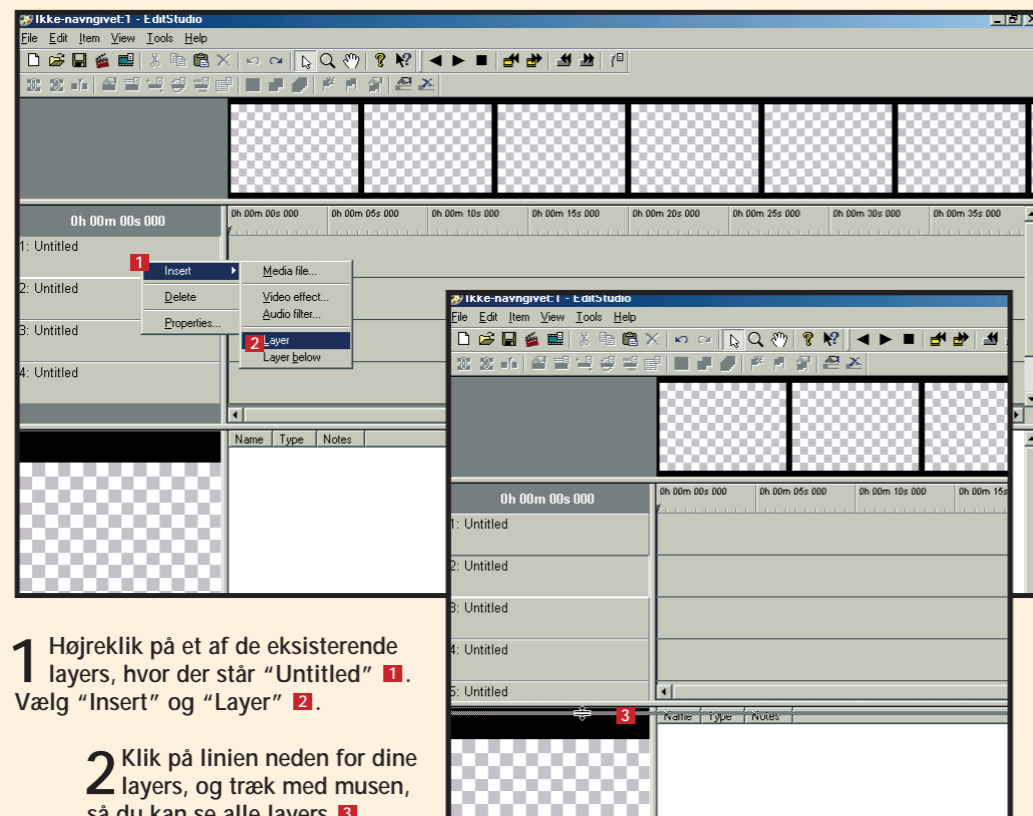 Ikke-navngivet:1 - EditStudio
File Edit Item View Tools Help
0h 00m 00s 000
0h 00m 00s 000 0h 00m 05s 000 0h 00m 10s 000 0h 00m 15s 000 0h 00m 20s 000 0h 00m 25s 000 0h 00m 30s 000 0h 00m 35s 000
1: Untitled
2: Untitled
3: Untitled
4: Untitled
1
Insert
Delete
Properties...
Media file...
Video effect...
Audio filter...
2 Layer
Layer below
Name Type Notes
Ikke-navngivet:1 - EditStudio
File Edit Item View Tools Help
0h 00m 00s 000
0h 00m 00s 000 0h 00m 05s 000 0h 00m 10s 000 0h 00m 15s
1: Untitled
2: Untitled
3: Untitled
4: Untitled
5: Untitled
3
Name Type Notes
1 Højreklik på et af de eksisterende
layers, hvor der står “Untitled” 1.
Vælg “Insert” og “Layer” 2.
2 Klik på linien neden for dine
layers, og træk med musen,
så du kan se alle layers 3